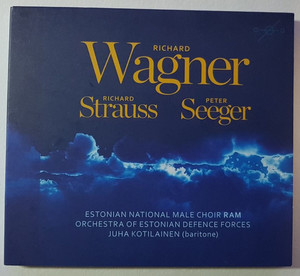 RICHARD
Wagner
RICHARD PETER
Strauss Seeger
ESTONIAN NATIONAL MALE CHOIR RAM
ORCHESTRA OF ESTONIAN DEFENCE FORCES
JUHA KOTILAINEN (baritone)